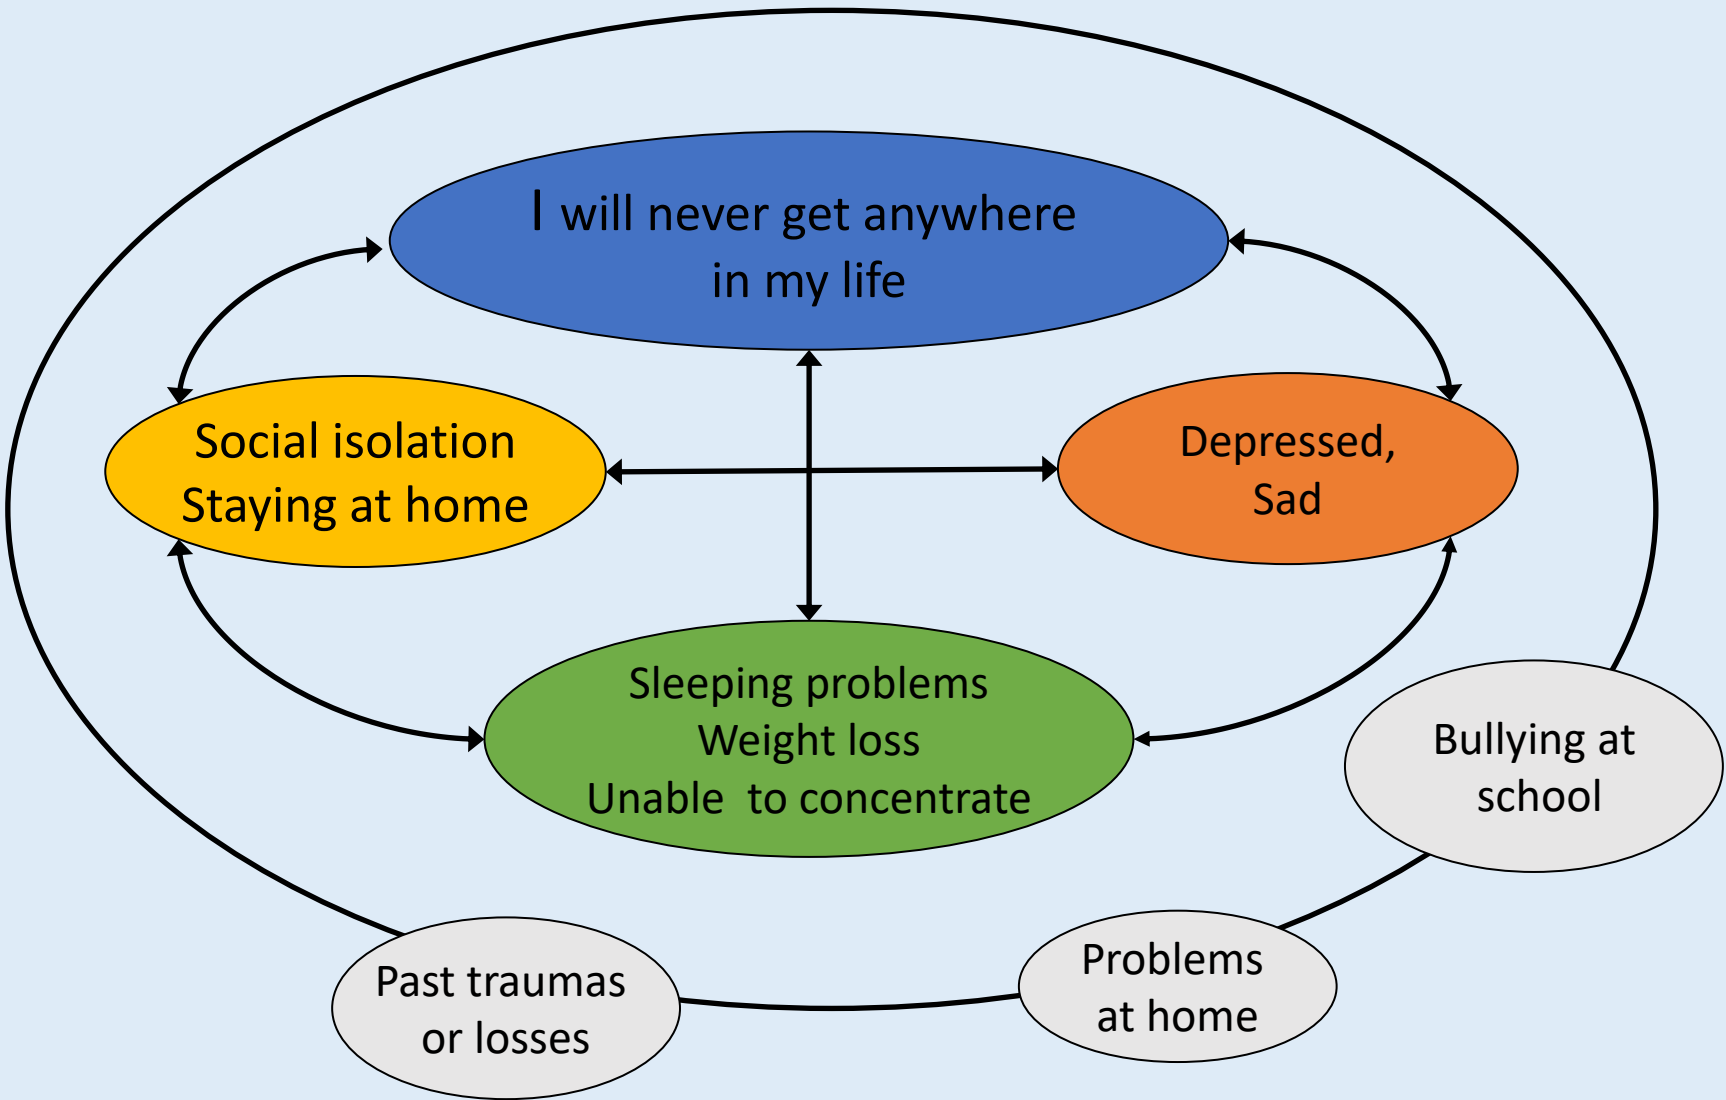 I will never get anywhere
in my life
Social isolation
Staying at home
Depressed,
Sad
Sleeping problems
Weight loss
Unable  to concentrate
Bullying at
school
Problems
at home
Past traumas
or losses